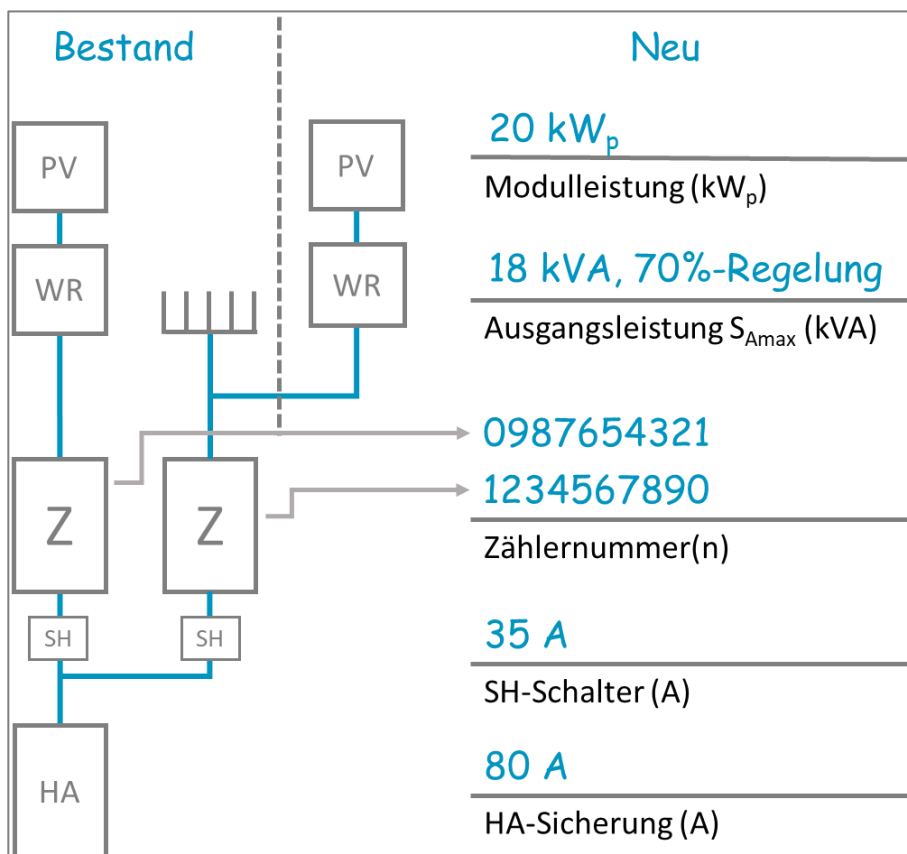 Bestand
Neu
PV
PV
20 kWp
Modulleistung (kWp)
WR
WR
18 kVA, 70%-Regelung
Ausgangsleistung SAmax (kVA)
0987654321
1234567890
Z
Z
Zählernummer(n)
SH
SH
35 A
SH-Schalter (A)
80 A
HA
HA-Sicherung (A)